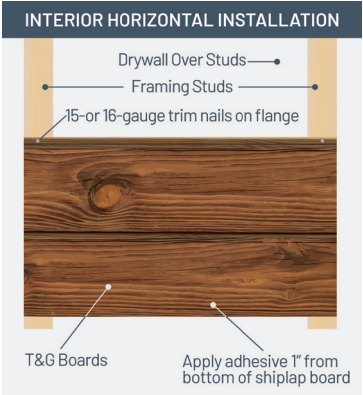 INTERIOR HORIZONTAL INSTALLATION
Drywall Over Studs
Framing Studs
15-or 16-gauge trim nails on flange
T&G Boards
Apply adhesive 1" from
bottom of shiplap board